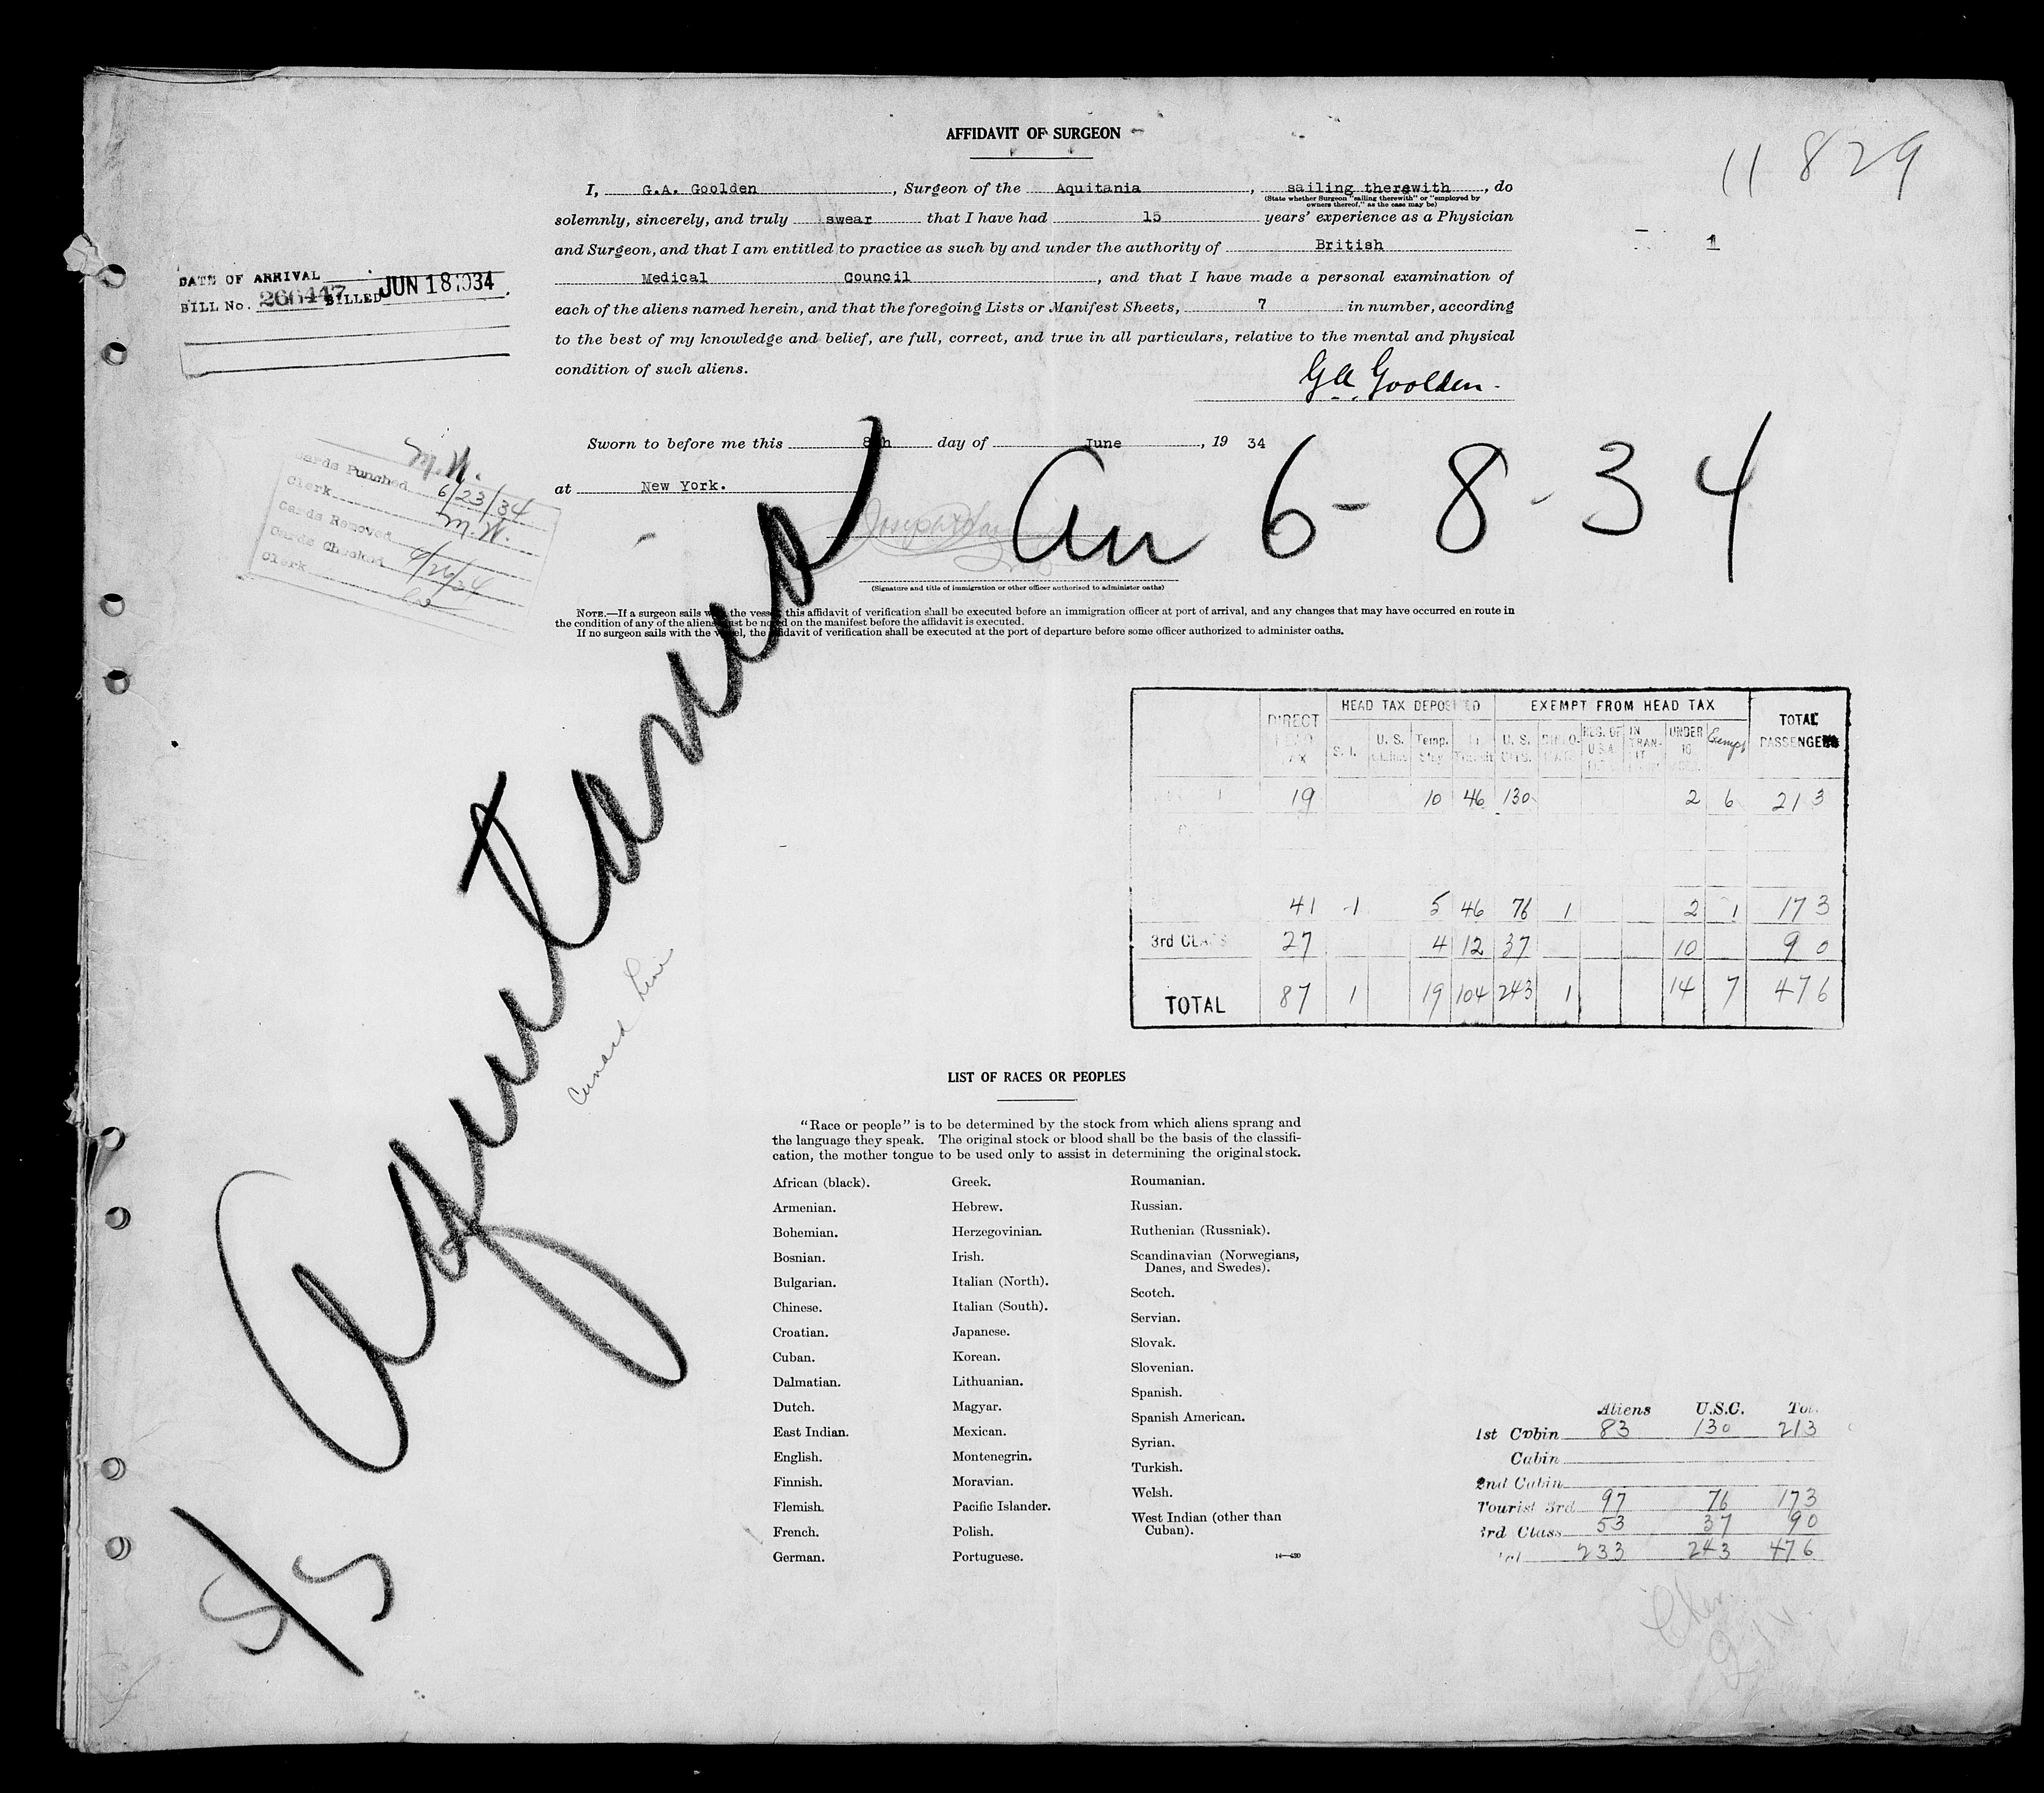 AFFIDAVIT OF SURGEON
11829
I, G.A. Goolden, Surgeon of the Aquitania, sailing therewith, do
(State whether Surgeon "sailing therewith" or "employed by
owners thereof," as the case may be)
solemnly, sincerely, and truly swear that I have had 15 years' experience as a Physician
and Surgeon, and that I am entitled to practice as such by and under the authority of British
1
Medical Council, and that I have made a personal examination of
each of the aliens named herein, and that the foregoing Lists or Manifest Sheets, 7 in number, according
to the best of my knowledge and belief, are full, correct, and true in all particulars, relative to the mental and physical
condition of such aliens.
DATE OF ARRIVAL
BILL No. 266447 BILLED JUN 18 1934
GA Goolden.
Sworn to before me this 8th day of June, 19 34
at New York.
Arr 6-8-34
M.W.
Cards Punched 6/23/34
Clerk M.W.
Cards Removed
Cards Checked
Clerk
(Signature and title of immigration or other officer authorized to administer oaths)
NOTE.—If a surgeon sails with the vessel, this affidavit of verification shall be executed before an immigration officer at port of arrival, and any changes that may have occurred en route in
the condition of any of the aliens must be noted on the manifest before the affidavit is executed.
If no surgeon sails with the vessel, the affidavit of verification shall be executed at the port of departure before some officer authorized to administer oaths.
S/S Aquitania
Cunard Line
HEAD TAX DEPOSITED EXEMPT FROM HEAD TAX
DIRECT HEAD TAX S. I. U. S. Temp. Stay In Transit U. S. Cits. DIPLO- RES. OF U.S.A. IN TRAN- UNDER 16 Exempt TOTAL PASSENGERS
19 10 46 130 2 6 213
41 1 5 46 76 1 2 1 173
3rd CLASS 27 4 12 37 10 90
TOTAL 87 1 19 104 243 1 14 7 476
LIST OF RACES OR PEOPLES
"Race or people" is to be determined by the stock from which aliens sprang and
the language they speak. The original stock or blood shall be the basis of the classifi-
cation, the mother tongue to be used only to assist in determining the original stock.
African (black).
Armenian.
Bohemian.
Bosnian.
Bulgarian.
Chinese.
Croatian.
Cuban.
Dalmatian.
Dutch.
East Indian.
English.
Finnish.
Flemish.
French.
German.
Greek.
Hebrew.
Herzegovinian.
Irish.
Italian (North).
Italian (South).
Japanese.
Korean.
Lithuanian.
Magyar.
Mexican.
Montenegrin.
Moravian.
Pacific Islander.
Polish.
Portuguese.
Roumanian.
Russian.
Ruthenian (Russniak).
Scandinavian (Norwegians,
Danes, and Swedes).
Scotch.
Servian.
Slovak.
Slovenian.
Spanish.
Spanish American.
Syrian.
Turkish.
Welsh.
West Indian (other than
Cuban).
14—430
Aliens U.S.C. Tot.
1st Cabin 83 130 213
Cabin
2nd Cabin
Tourist 3rd 97 76 173
3rd Class 53 37 90
233 243 476
Cher.